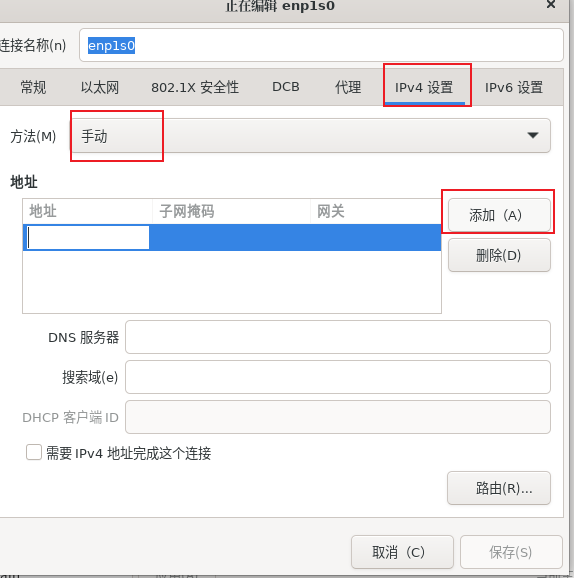 正在编辑 enp1s0
连接名称(n) enp1s0
常规 以太网 802.1X 安全性 DCB 代理 IPv4 设置 IPv6 设置
方法(M) 手动
地址
地址 子网掩码 网关
添加（A）
删除(D)
DNS 服务器
搜索域(e)
DHCP 客户端 ID
需要 IPv4 地址完成这个连接
路由(R)...
取消（C） 保存(S)